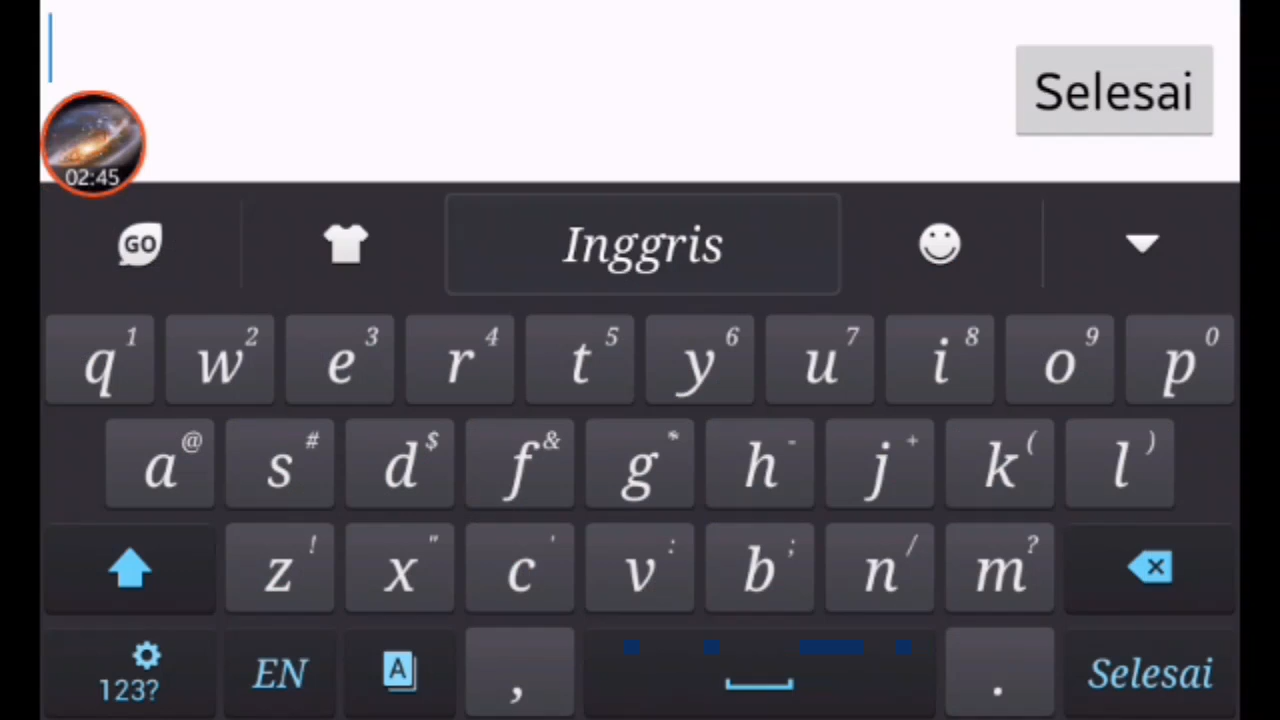 Selesai
02:45
GO Inggris
q 1 w 2 e 3 r 4 t 5 y 6 u 7 i 8 o 9 p 0
a @ s # d $ f & g * h - j + k ( l )
z ! x " c ' v : b ; n / m ?
123? EN A , . Selesai